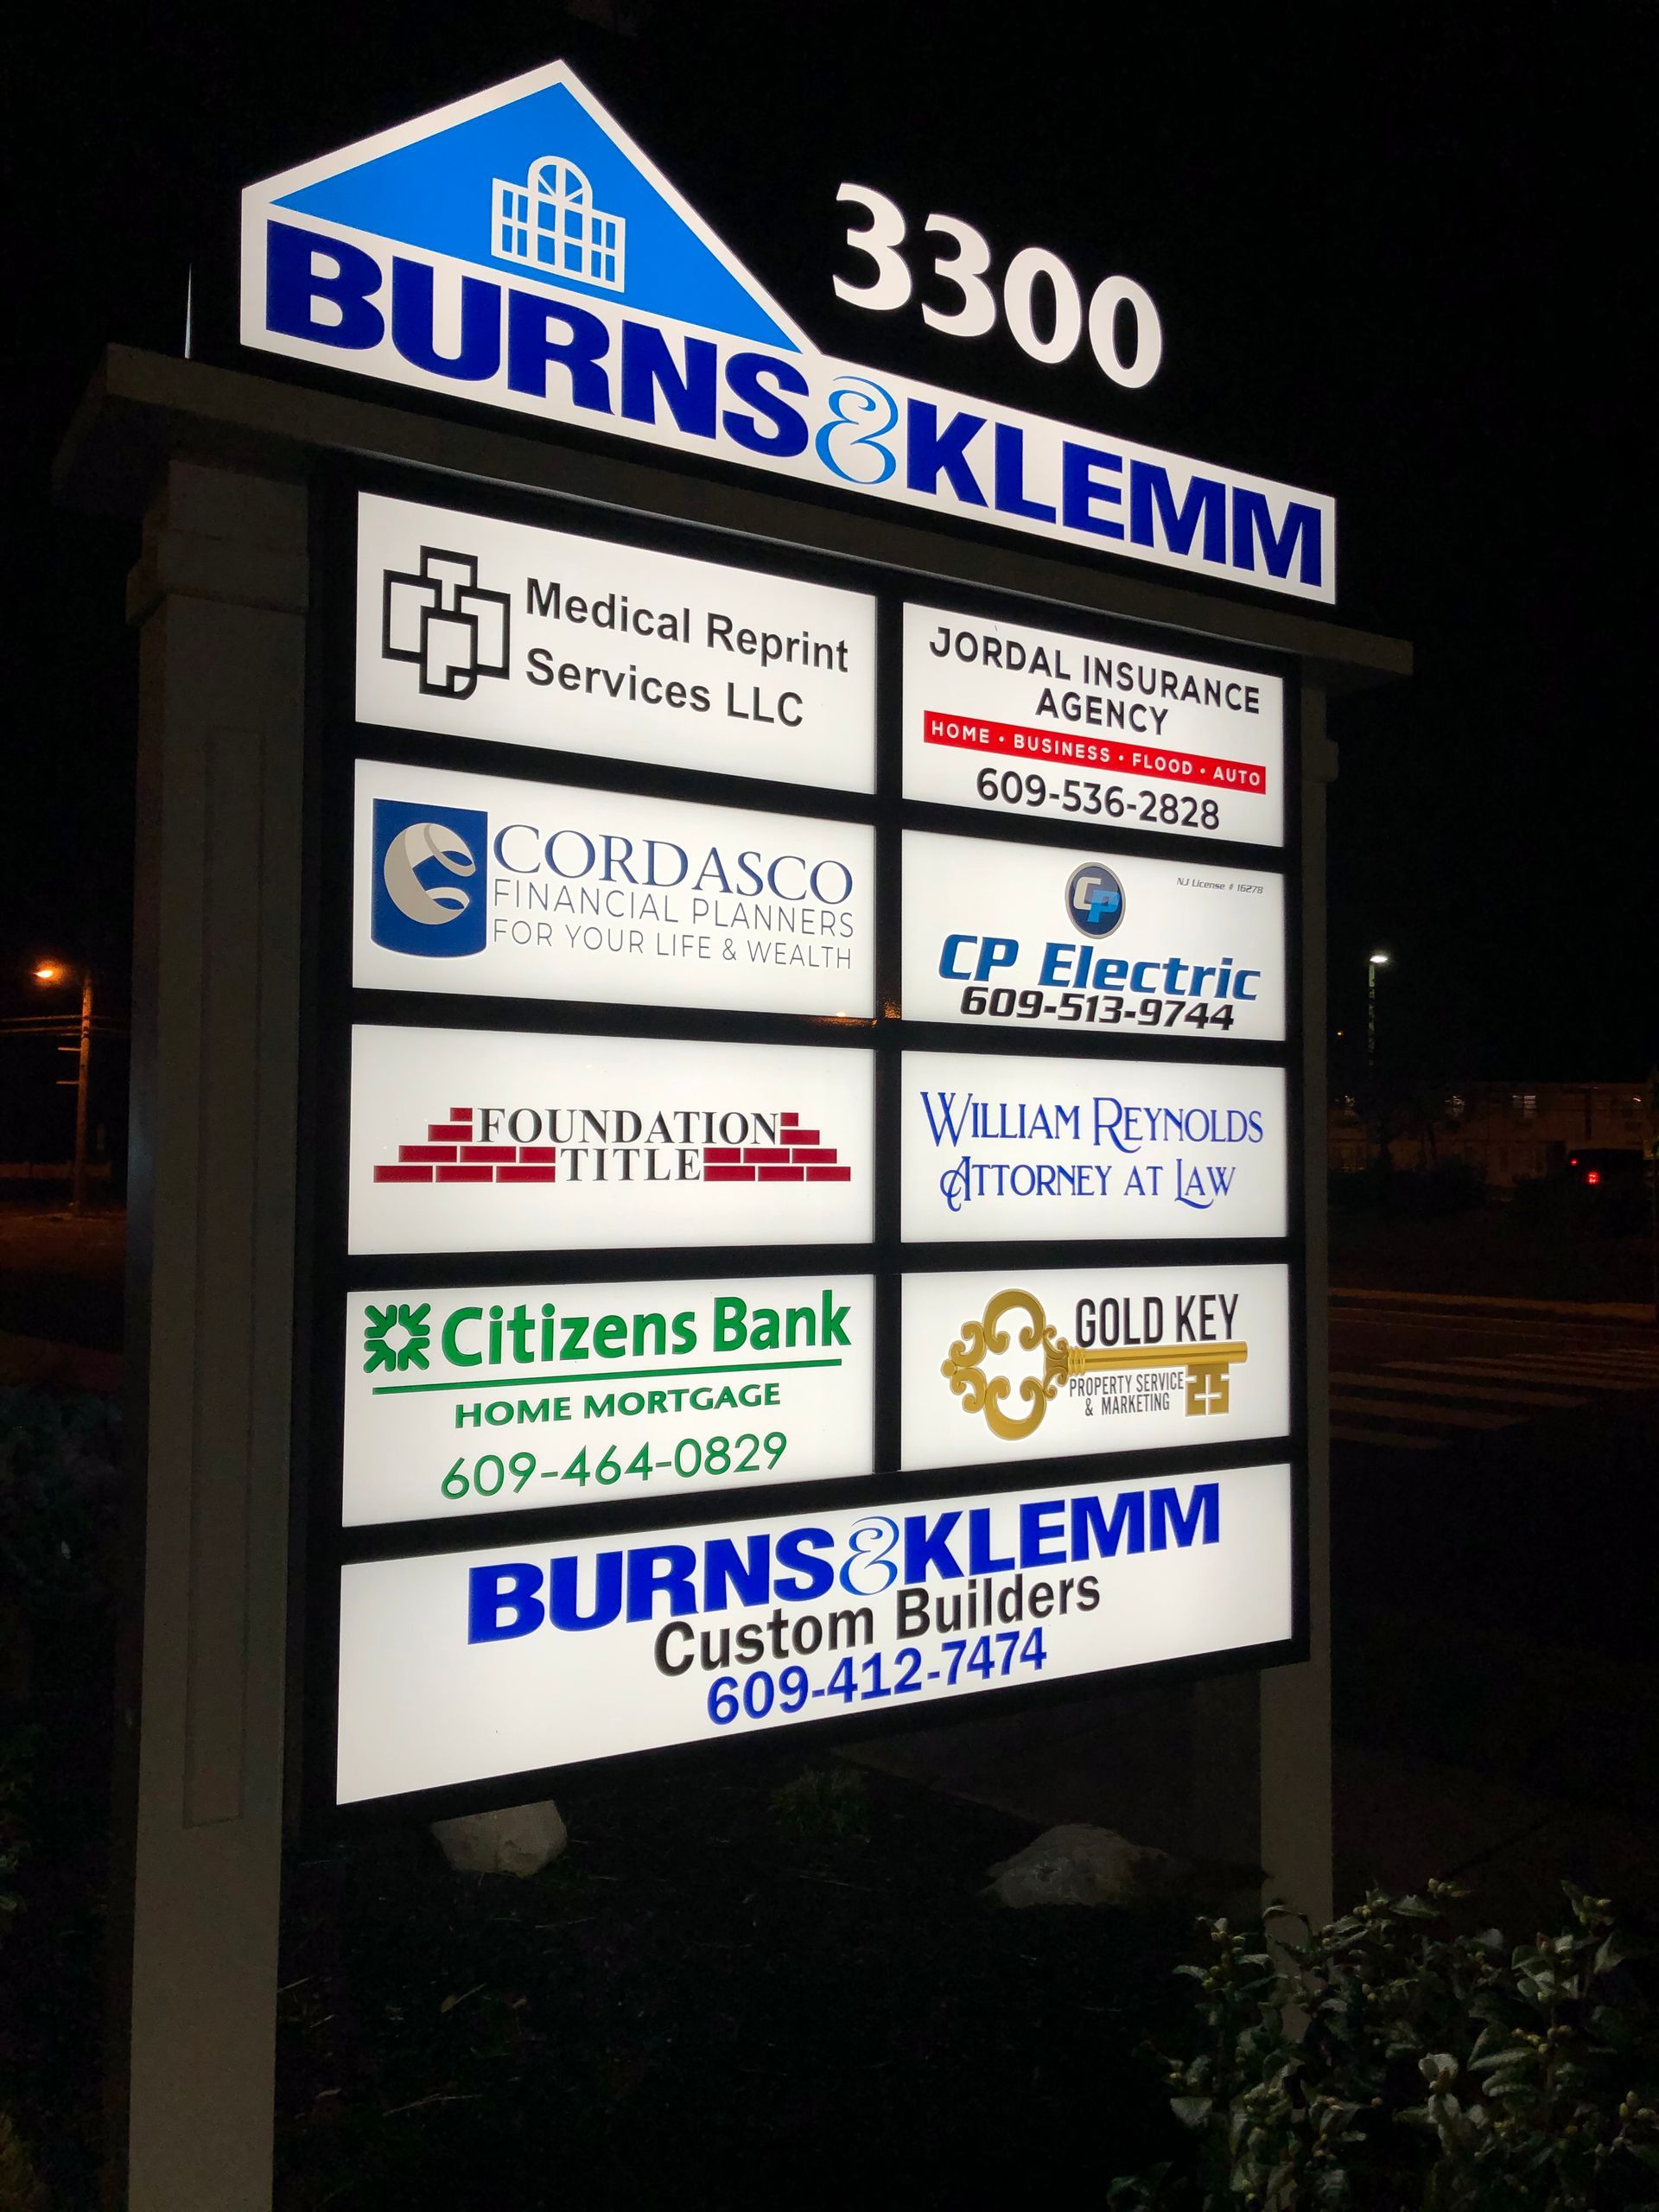 3300
BURNS & KLEMM
Medical Reprint
Services LLC
JORDAL INSURANCE
AGENCY
HOME • BUSINESS • FLOOD • AUTO
609-536-2828
CORDASCO
FINANCIAL PLANNERS
FOR YOUR LIFE & WEALTH
NJ License # 16278
CP
CP Electric
609-513-9744
FOUNDATION
TITLE
WILLIAM REYNOLDS
ATTORNEY AT LAW
Citizens Bank
HOME MORTGAGE
609-464-0829
GOLD KEY
PROPERTY SERVICE
& MARKETING
25
BURNS & KLEMM
Custom Builders
609-412-7474